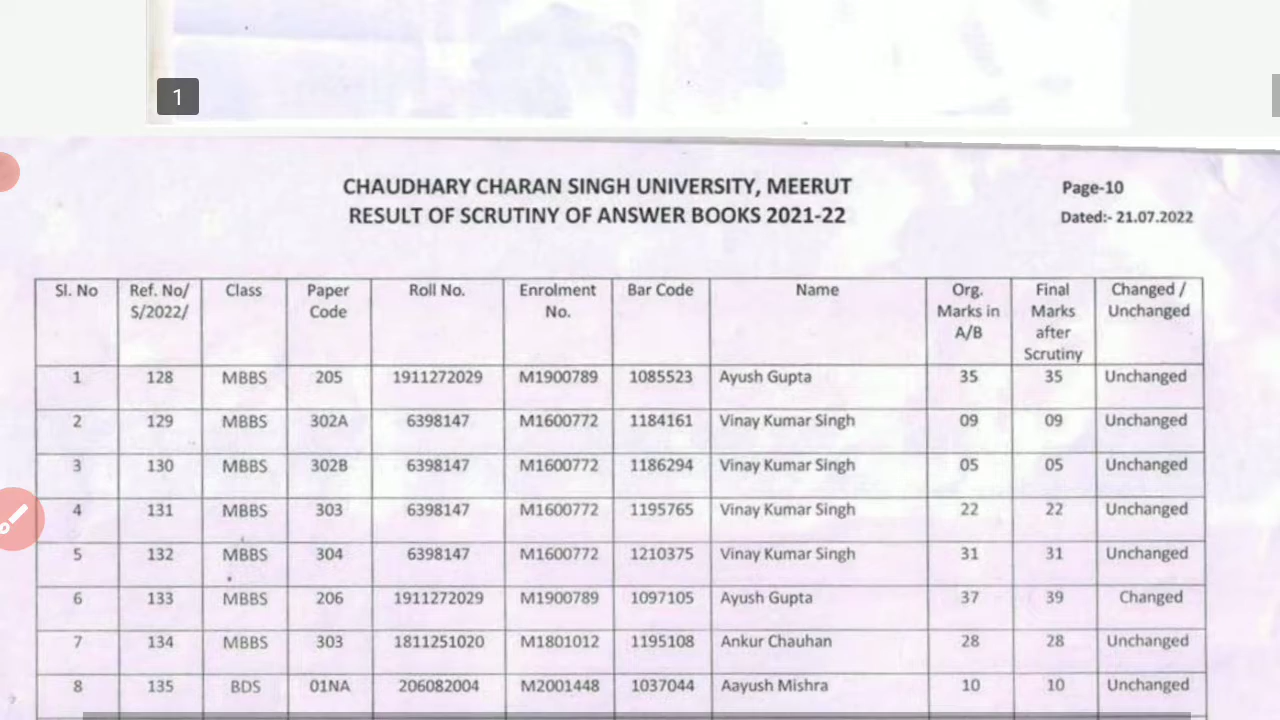 1
CHAUDHARY CHARAN SINGH UNIVERSITY, MEERUT
Page-10
RESULT OF SCRUTINY OF ANSWER BOOKS 2021-22
Dated:- 21.07.2022
Sl. No Ref. No/ S/2022/ Class Paper Code Roll No. Enrolment No. Bar Code Name Org. Marks in A/B Final Marks after Scrutiny Changed / Unchanged
1 128 MBBS 205 1911272029 M1900789 1085523 Ayush Gupta 35 35 Unchanged
2 129 MBBS 302A 6398147 M1600772 1184161 Vinay Kumar Singh 09 09 Unchanged
3 130 MBBS 302B 6398147 M1600772 1186294 Vinay Kumar Singh 05 05 Unchanged
4 131 MBBS 303 6398147 M1600772 1195765 Vinay Kumar Singh 22 22 Unchanged
5 132 MBBS 304 6398147 M1600772 1210375 Vinay Kumar Singh 31 31 Unchanged
6 133 MBBS 206 1911272029 M1900789 1097105 Ayush Gupta 37 39 Changed
7 134 MBBS 303 1811251020 M1801012 1195108 Ankur Chauhan 28 28 Unchanged
8 135 BDS 01NA 206082004 M2001448 1037044 Aayush Mishra 10 10 Unchanged